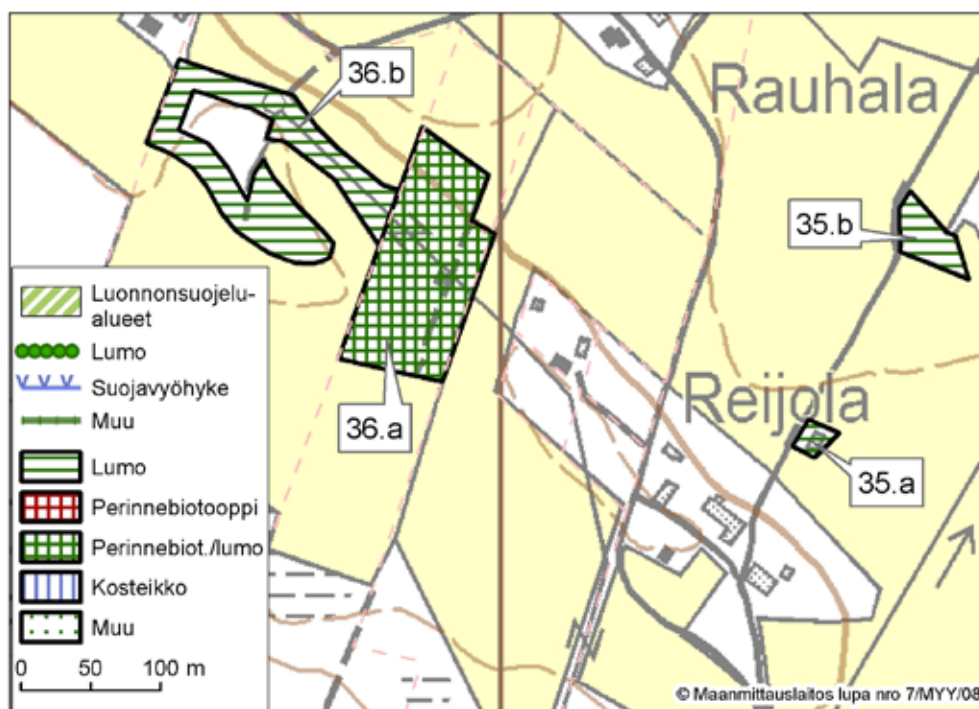 36.b
Rauhala
35.b
Luonnonsuojelu-
alueet
Lumo
Suojavyöhyke
Muu
Lumo
Perinnebiotooppi
Perinnebiot./lumo
Kosteikko
Muu
0 50 100 m
36.a
Reijola
35.a
© Maanmittauslaitos lupa nro 7/MYY/08